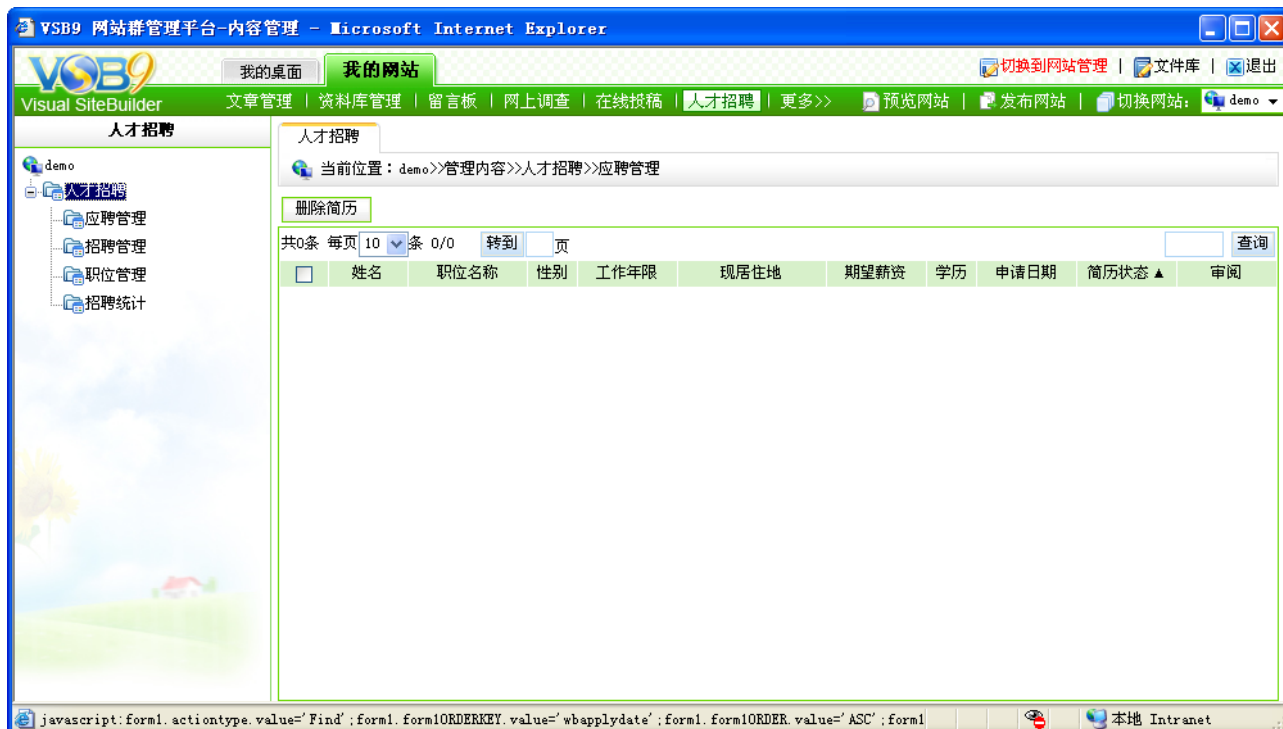 VSB9 网站群管理平台-内容管理 - Microsoft Internet Explorer
VSB9 我的桌面 我的网站 切换到网站管理 | 文件库 | 退出
Visual SiteBuilder 文章管理 | 资料库管理 | 留言板 | 网上调查 | 在线投稿 | 人才招聘 | 更多>> 预览网站 | 发布网站 | 切换网站: demo
人才招聘
人才招聘
demo
当前位置：demo>>管理内容>>人才招聘>>应聘管理
人才招聘
应聘管理
删除简历
招聘管理
共0条 每页 10 条 0/0 转到 页 查询
职位管理
姓名 职位名称 性别 工作年限 现居住地 期望薪资 学历 申请日期 简历状态▲ 审阅
招聘统计
javascript:form1.actiontype.value='Find';form1.form1ORDERKEY.value='wbapplydate';form1.form1ORDER.value='ASC';form1 本地 Intranet